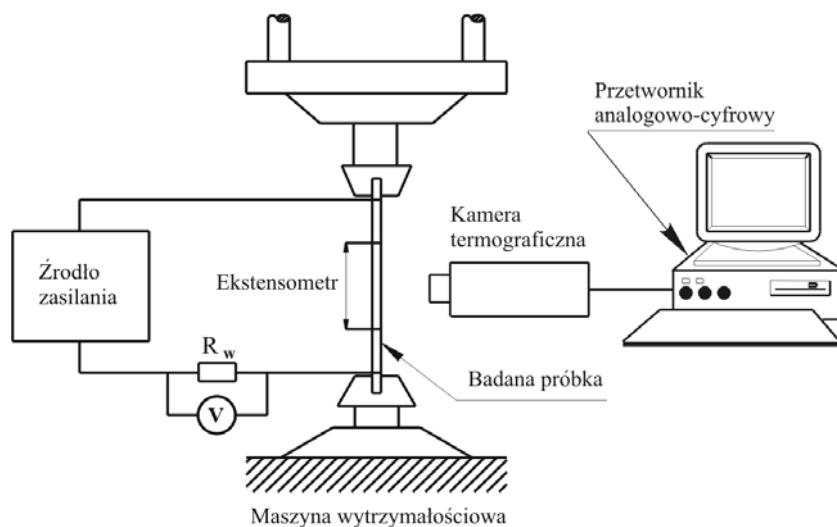 Przetwornik
analogowo-cyfrowy
Kamera
termograficzna
Źrodło
zasilania
Ekstensometr
R w
V
Badana próbka
Maszyna wytrzymałościowa